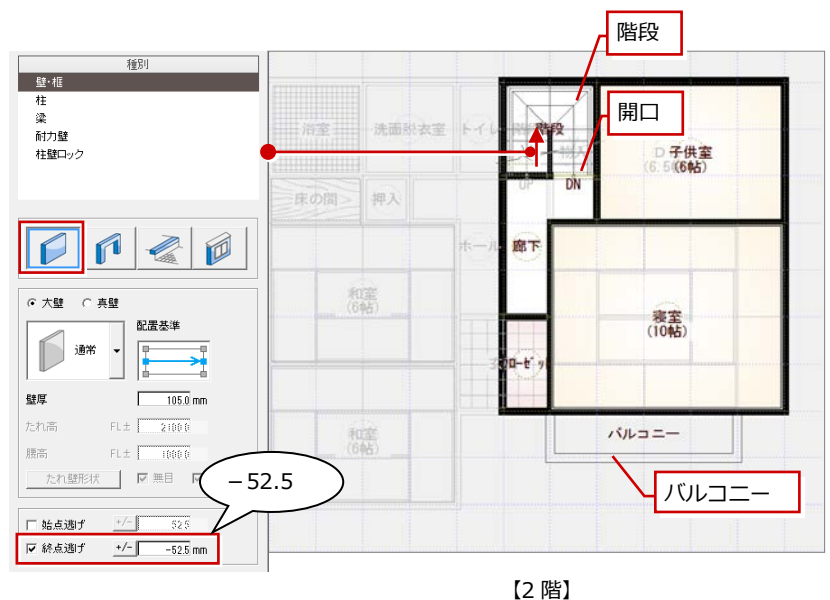 種別
壁・框
柱
梁
耐力壁
柱壁ロック
大壁
真壁
通常
配置基準
壁厚
105.0 mm
たれ高
FL±
2100.0
腰高
FL±
1000.0
たれ壁形状
無目
始点逃げ
+/-
52.5
終点逃げ
+/-
-52.5 mm
－52.5
階段
開口
バルコニー
浴室
洗面脱衣室
トイレ
階段
物入
子供室
(6帖)
UP
DN
床の間
押入
ホール
廊下
和室
(6帖)
寝室
(10帖)
和室
(6帖)
バルコニー
【2 階】